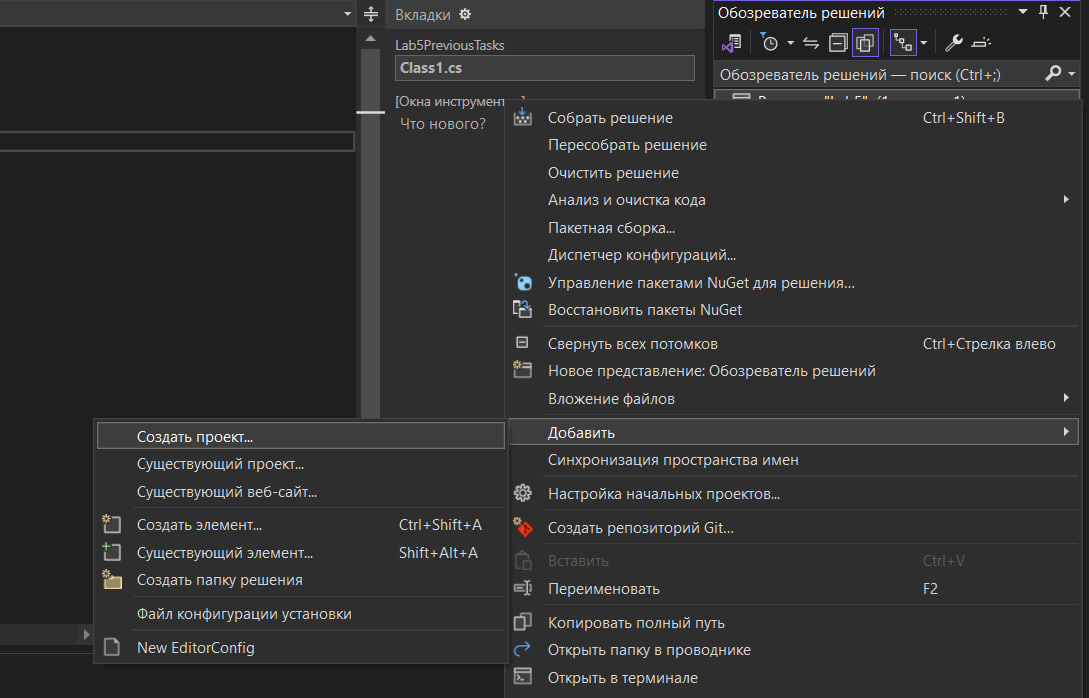 Вкладки
Обозреватель решений
Lab5PreviousTasks
Class1.cs
Обозреватель решений — поиск (Ctrl+;)
[Окна инструмент
Что нового?
Собрать решение Ctrl+Shift+B
Пересобрать решение
Очистить решение
Анализ и очистка кода
Пакетная сборка...
Диспетчер конфигураций...
Управление пакетами NuGet для решения...
Восстановить пакеты NuGet
Свернуть всех потомков Ctrl+Стрелка влево
Новое представление: Обозреватель решений
Вложение файлов
Добавить
Синхронизация пространства имен
Настройка начальных проектов...
Создать репозиторий Git...
Вставить Ctrl+V
Переименовать F2
Копировать полный путь
Открыть папку в проводнике
Открыть в терминале
Создать проект...
Существующий проект...
Существующий веб-сайт...
Создать элемент... Ctrl+Shift+A
Существующий элемент... Shift+Alt+A
Создать папку решения
Файл конфигурации установки
New EditorConfig